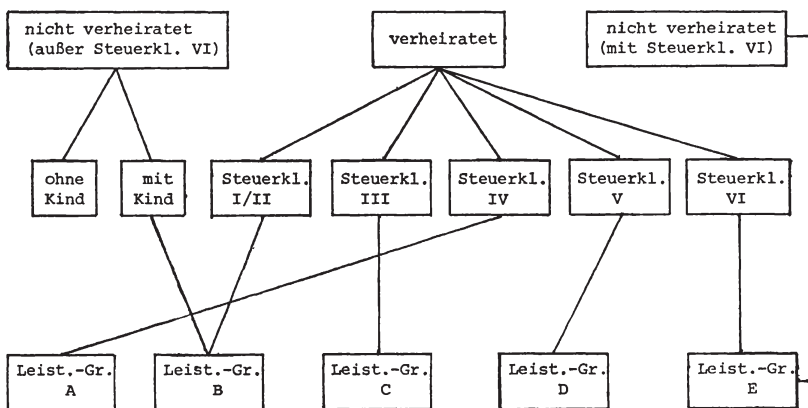 nicht verheiratet
(außer Steuerkl. VI)
verheiratet
nicht verheiratet
(mit Steuerkl. VI)
ohne
Kind
mit
Kind
Steuerkl.
I/II
Steuerkl.
III
Steuerkl.
IV
Steuerkl.
V
Steuerkl.
VI
Leist.-Gr.
A
Leist.-Gr.
B
Leist.-Gr.
C
Leist.-Gr.
D
Leist.-Gr.
E